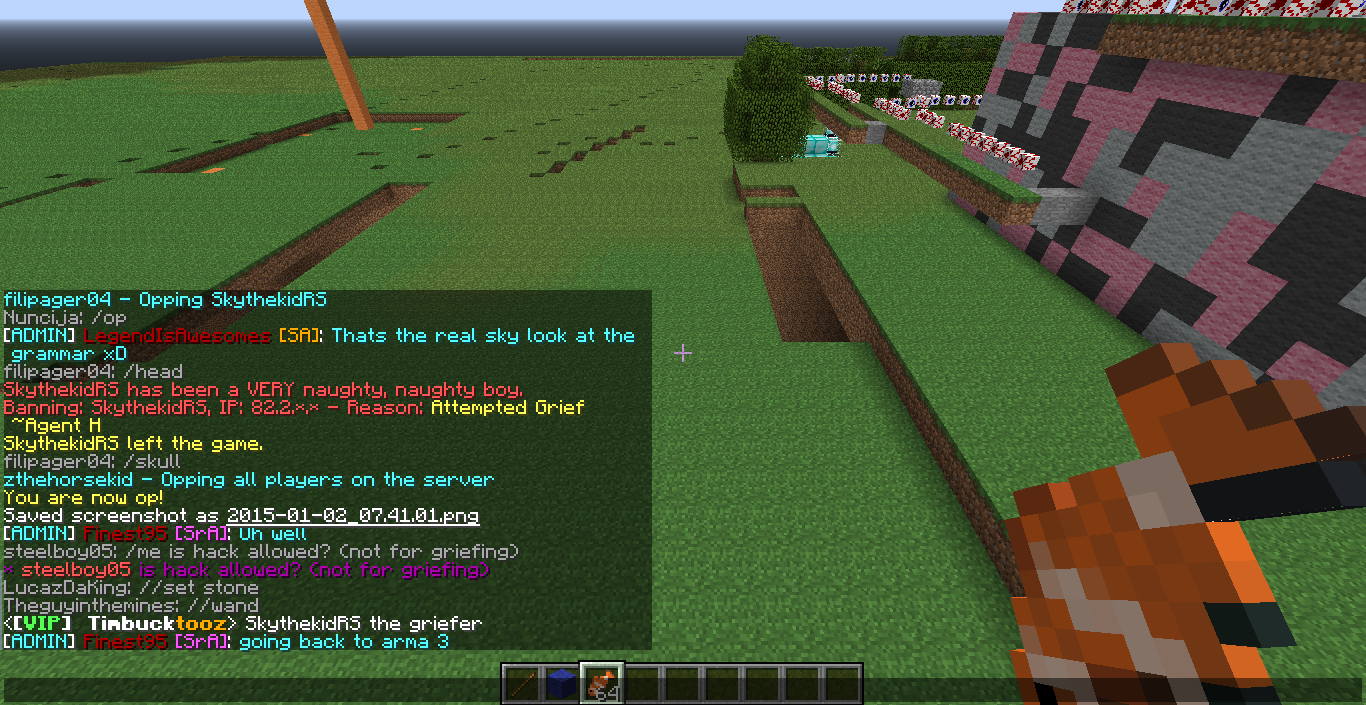 filipager04 - Opping SkythekidRS
Nuncija: /op
[ADMIN] LegendIsAwesomes [SA]: Thats the real sky look at the
grammar xD
filipager04: /head
SkythekidRS has been a VERY naughty, naughty boy.
Banning: SkythekidRS, IP: 82.2.x.x - Reason: Attempted Grief
~Agent H
SkythekidRS left the game.
filipager04: /skull
zthehorsekid - Opping all players on the server
You are now op!
Saved screenshot as 2015-01-02_07.41.01.png
[ADMIN] Finest95 [SrA]: Uh well
steelboy05: /me is hack allowed? (not for griefing)
* steelboy05 is hack allowed? (not for griefing)
LucazDaKing: //set stone
Theguyinthemines: //wand
<[VIP] Timbucktooz> SkythekidRS the griefer
[ADMIN] Finest95 [SrA]: going back to arma 3
64